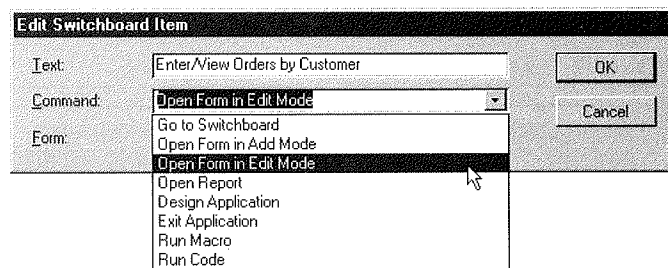 Edit Switchboard Item
Text: Enter/View Orders by Customer OK
Command: Open Form in Edit Mode Cancel
Form: Go to Switchboard
Open Form in Add Mode
Open Form in Edit Mode
Open Report
Design Application
Exit Application
Run Macro
Run Code